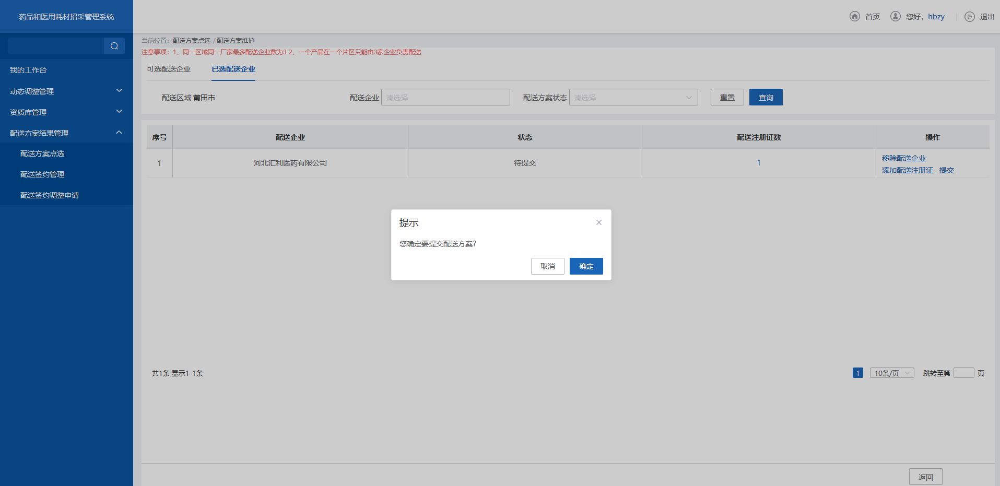 药品和医用耗材招采管理系统
首页 您好，hbzy 退出
我的工作台
动态调整管理
资质库管理
配送方案结果管理
配送方案点选
配送签约管理
配送签约调整申请
当前位置：配送方案点选 / 配送方案维护
注意事项：1、同一区域同一厂家最多配送企业数为3 2、一个产品在一个片区只能由3家企业负责配送
可选配送企业 已选配送企业
配送区域 莆田市 配送企业 请选择 配送方案状态 请选择 重置 查询
序号 配送企业 状态 配送注册证数 操作
1 河北汇利医药有限公司 待提交 1 移除配送企业
添加配送注册证 提交
提示
您确定要提交配送方案？
取消 确定
共1条 显示1-1条 1 10条/页 跳转至第 页
返回